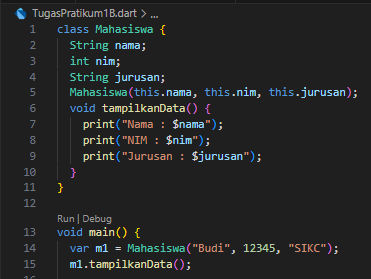 TugasPratikum1B.dart > ...
1 class Mahasiswa {
2   String nama;
3   int nim;
4   String jurusan;
5   Mahasiswa(this.nama, this.nim, this.jurusan);
6   void tampilkanData() {
7     print("Nama : $nama");
8     print("NIM : $nim");
9     print("Jurusan : $jurusan");
10   }
11 }
12
Run | Debug
13 void main() {
14   var m1 = Mahasiswa("Budi", 12345, "SIKC");
15   m1.tampilkanData();